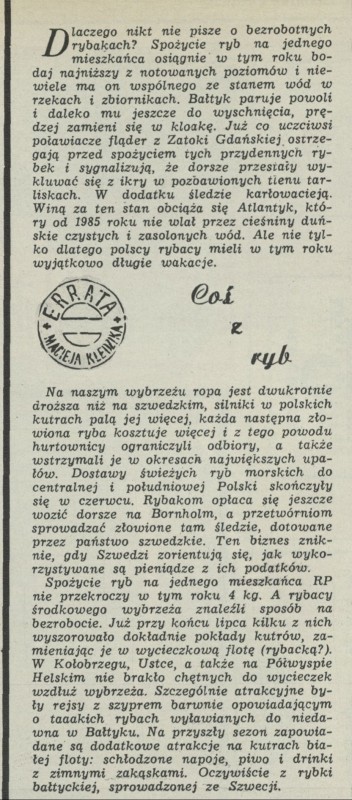 Dlaczego nikt nie pisze o bezrobotnych
rybakach? Spożycie ryb na jednego
mieszkańca osiągnie w tym roku bo-
daj najniższy z notowanych poziomów i nie-
wiele ma on wspólnego ze stanem wód w
rzekach i zbiornikach. Bałtyk paruje powoli
i daleko mu jeszcze do wyschnięcia, prę-
dzej zamieni się w kloakę. Już co uczciwsi
poławiacze fląder z Zatoki Gdańskiej ostrze-
gają przed spożyciem tych przydennych ry-
bek i sygnalizują, że dorsze przestały wy-
kluwać się z ikry w pozbawionych tlenu tar-
liskach. W dodatku śledzie karłowacieją.
Winą za ten stan obciąża się Atlantyk, któ-
ry od 1985 roku nie wlał przez cieśniny duń-
skie czystych i zasolonych wód. Ale nie tyl-
ko dlatego polscy rybacy mieli w tym roku
wyjątkowo długie wakacje.
ERRATA
MACIEJA KLEDZIKA
Coś
z
ryb
Na naszym wybrzeżu ropa jest dwukrotnie
droższa niż na szwedzkim, silniki w polskich
kutrach palą jej więcej, każda następna zło-
wiona ryba kosztuje więcej i z tego powodu
hurtownicy ograniczyli odbiory, a także
wstrzymali je w okresach największych upa-
łów. Dostawy świeżych ryb morskich do
centralnej i południowej Polski skończyły
się w czerwcu. Rybakom opłaca się jeszcze
wozić dorsze na Bornholm, a przetwórniom
sprowadzać złowione tam śledzie, dotowane
przez państwo szwedzkie. Ten biznes znik-
nie, gdy Szwedzi zorientują się, jak wyko-
rzystywane są pieniądze z ich podatków.
Spożycie ryb na jednego mieszkańca RP
nie przekroczy w tym roku 4 kg. A rybacy
środkowego wybrzeża znaleźli sposób na
bezrobocie. Już przy końcu lipca kilku z nich
wyszorowało dokładnie pokłady kutrów, za-
mieniając je w wycieczkową flotę (rybacką?).
W Kołobrzegu, Ustce, a także na Półwyspie
Helskim nie brakło chętnych do wycieczek
wzdłuż wybrzeża. Szczególnie atrakcyjne by-
ły rejsy z szyprem barwnie opowiadającym
o taaakich rybach wyławianych do nieda-
wna w Bałtyku. Na przyszły sezon zapowia-
dane są dodatkowe atrakcje na kutrach bia-
łej floty: schłodzone napoje, piwo i drinki
z zimnymi zakąskami. Oczywiście z rybki
bałtyckiej, sprowadzonej ze Szwecji.